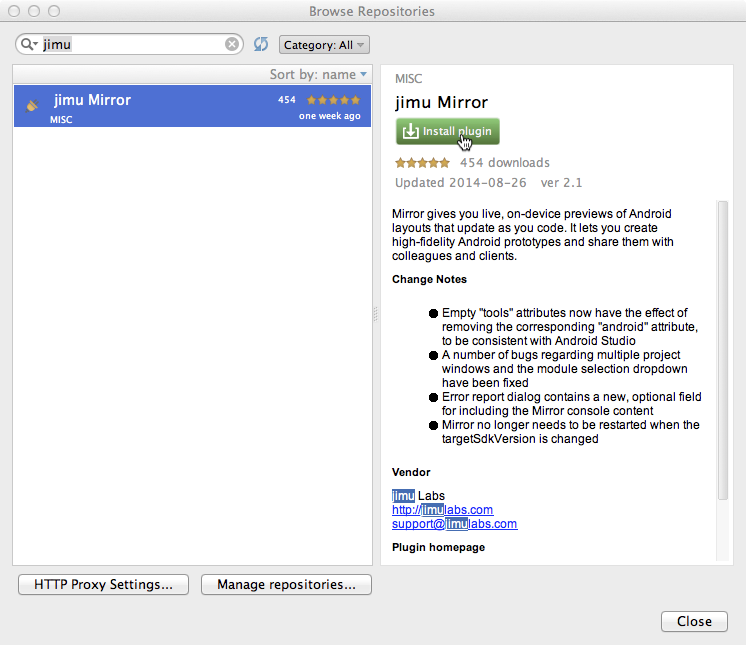 Browse Repositories
jimu
Category: All
Sort by: name
jimu Mirror
454
MISC
one week ago
MISC
jimu Mirror
Install plugin
454 downloads
Updated 2014-08-26 ver 2.1
Mirror gives you live, on-device previews of Android
layouts that update as you code. It lets you create
high-fidelity Android prototypes and share them with
colleagues and clients.
Change Notes
● Empty "tools" attributes now have the effect of
removing the corresponding "android" attribute,
to be consistent with Android Studio
● A number of bugs regarding multiple project
windows and the module selection dropdown
have been fixed
● Error report dialog contains a new, optional field
for including the Mirror console content
● Mirror no longer needs to be restarted when the
targetSdkVersion is changed
Vendor
jimu Labs
http://jimulabs.com
support@jimulabs.com
Plugin homepage
HTTP Proxy Settings...
Manage repositories...
Close